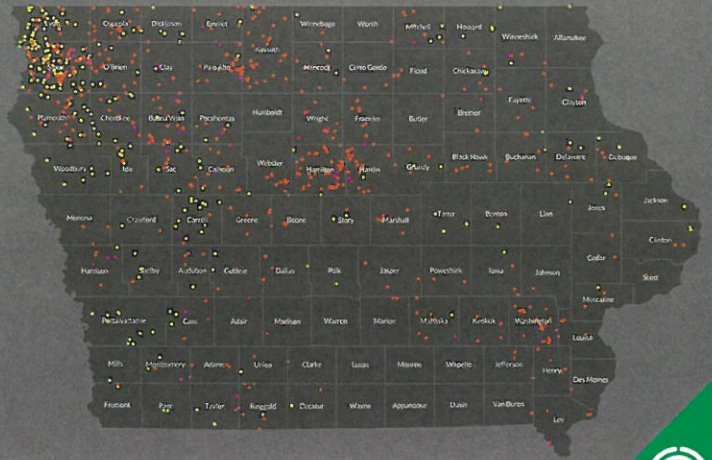 Lyon Osceola Dickinson Emmet Winnebago Worth Mitchell Howard Winneshiek Allamakee
Kossuth
Sioux O'Brien Clay Palo Alto Hancock Cerro Gordo Floyd Chickasaw
Fayette Clayton
Plymouth Cherokee Buena Vista Pocahontas Humboldt Wright Franklin Butler Bremer
Woodbury Ida Sac Calhoun Webster Hamilton Hardin Grundy Black Hawk Buchanan Delaware Dubuque
Monona Crawford Carroll Greene Boone Story Marshall Tama Benton Linn Jones Jackson
Clinton
Harrison Shelby Audubon Guthrie Dallas Polk Jasper Poweshiek Iowa Johnson Cedar Scott
Muscatine
Pottawattamie Cass Adair Madison Warren Marion Mahaska Keokuk Washington Louisa
Mills Montgomery Adams Union Clarke Lucas Monroe Wapello Jefferson Henry Des Moines
Fremont Page Taylor Ringgold Decatur Wayne Appanoose Davis Van Buren Lee